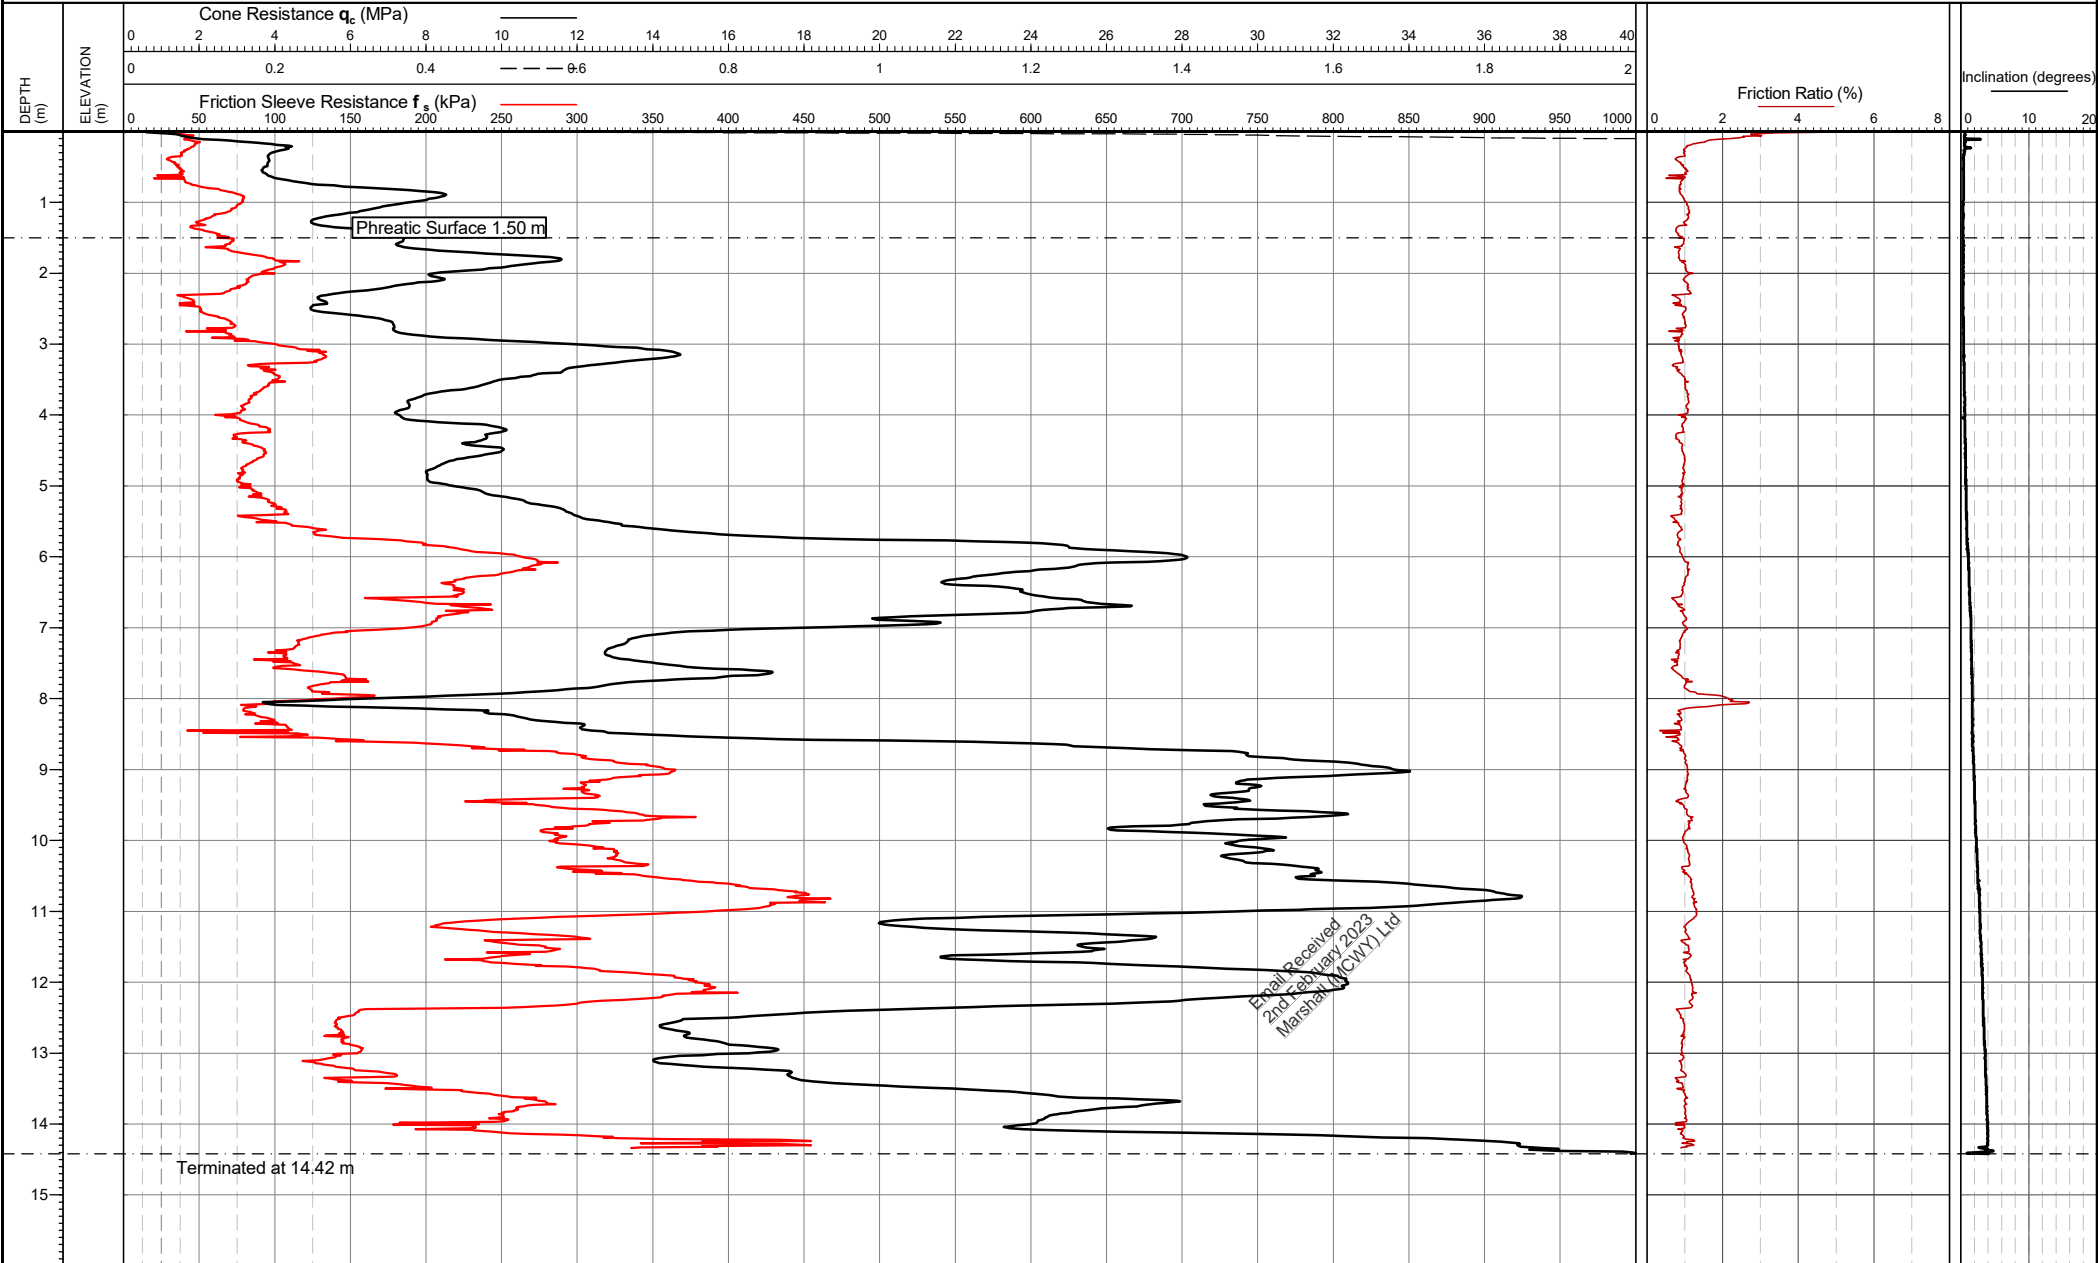 Cone Resistance qc (MPa)
0 2 4 6 8 10 12 14 16 18 20 22 24 26 28 30 32 34 36 38 40
0 0.2 0.4 0.6 0.8 1 1.2 1.4 1.6 1.8 2
Friction Sleeve Resistance fs (kPa)
0 50 100 150 200 250 300 350 400 450 500 550 600 650 700 750 800 850 900 950 1000
DEPTH
(m)
ELEVATION
(m)
Friction Ratio (%)
0 2 4 6 8
Inclination (degrees)
0 10 20
1
Phreatic Surface 1.50 m
2
3
4
5
6
7
8
9
10
11
12
13
14
15
Email Received
2nd February 2023
Marshall (MCWY) Ltd
Terminated at 14.42 m